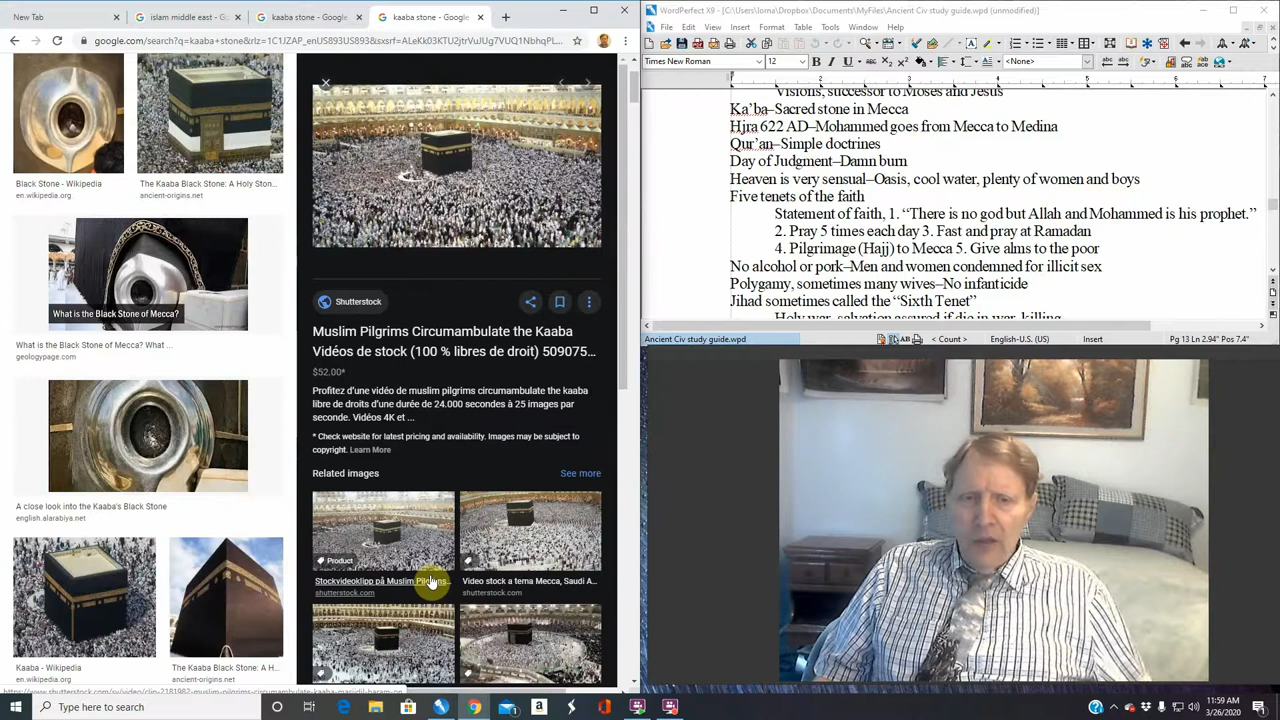 New Tab
islam middle east - G
kaaba stone - Google
kaaba stone - Google
google.com/search?q=kaaba+stone&rlz=1C1JZAP_enUS893US893&sxsrf=ALeKk03KTU2jtrVuJUg7VUQ1NbhqPL...
Black Stone - Wikipedia
en.wikipedia.org
The Kaaba Black Stone: A Holy Ston...
ancient-origins.net
What is the Black Stone of Mecca?
What is the Black Stone of Mecca? What ...
geologypage.com
A close look into the Kaaba's Black Stone
english.alarabiya.net
Kaaba - Wikipedia
en.wikipedia.org
The Kaaba Black Stone: A H...
ancient-origins.net
Shutterstock
Muslim Pilgrims Circumambulate the Kaaba
Vidéos de stock (100 % libres de droit) 509075...
$52.00*
Profitez d'une vidéo de muslim pilgrims circumambulate the kaaba
libre de droits d'une durée de 24.000 secondes à 25 images par
seconde. Vidéos 4K et ...
* Check website for latest pricing and availability. Images may be subject to
copyright. Learn More
Related images
See more
Product
Stockvideoklipp på Muslim Pilgrims...
shutterstock.com
Video stock a tema Mecca, Saudi A...
shutterstock.com
WordPerfect X9 - [C:\Users\lorna\Dropbox\Documents\MyFiles\Ancient Civ study guide.wpd (unmodified)]
File Edit View Insert Format Table Tools Window Help
Times New Roman
12
<None>
Visions, successor to Moses and Jesus
Ka'ba–Sacred stone in Mecca
Hjra 622 AD–Mohammed goes from Mecca to Medina
Qur'an–Simple doctrines
Day of Judgment–Damn burn
Heaven is very sensual–Osis, cool water, plenty of women and boys
Five tenets of the faith
Statement of faith, 1. “There is no god but Allah and Mohammed is his prophet.”
2. Pray 5 times each day 3. Fast and pray at Ramadan
4. Pilgrimage (Hajj) to Mecca 5. Give alms to the poor
No alcohol or pork–Men and women condemned for illicit sex
Polygamy, sometimes many wives–No infanticide
Jihad sometimes called the “Sixth Tenet”
Holy war, salvation assured if die in war, killing
Ancient Civ study guide.wpd
< Count >
English-U.S. (US)
Insert
Pg 13 Ln 2.94" Pos 7.4"
Type here to search
11:59 AM
3/26/2020